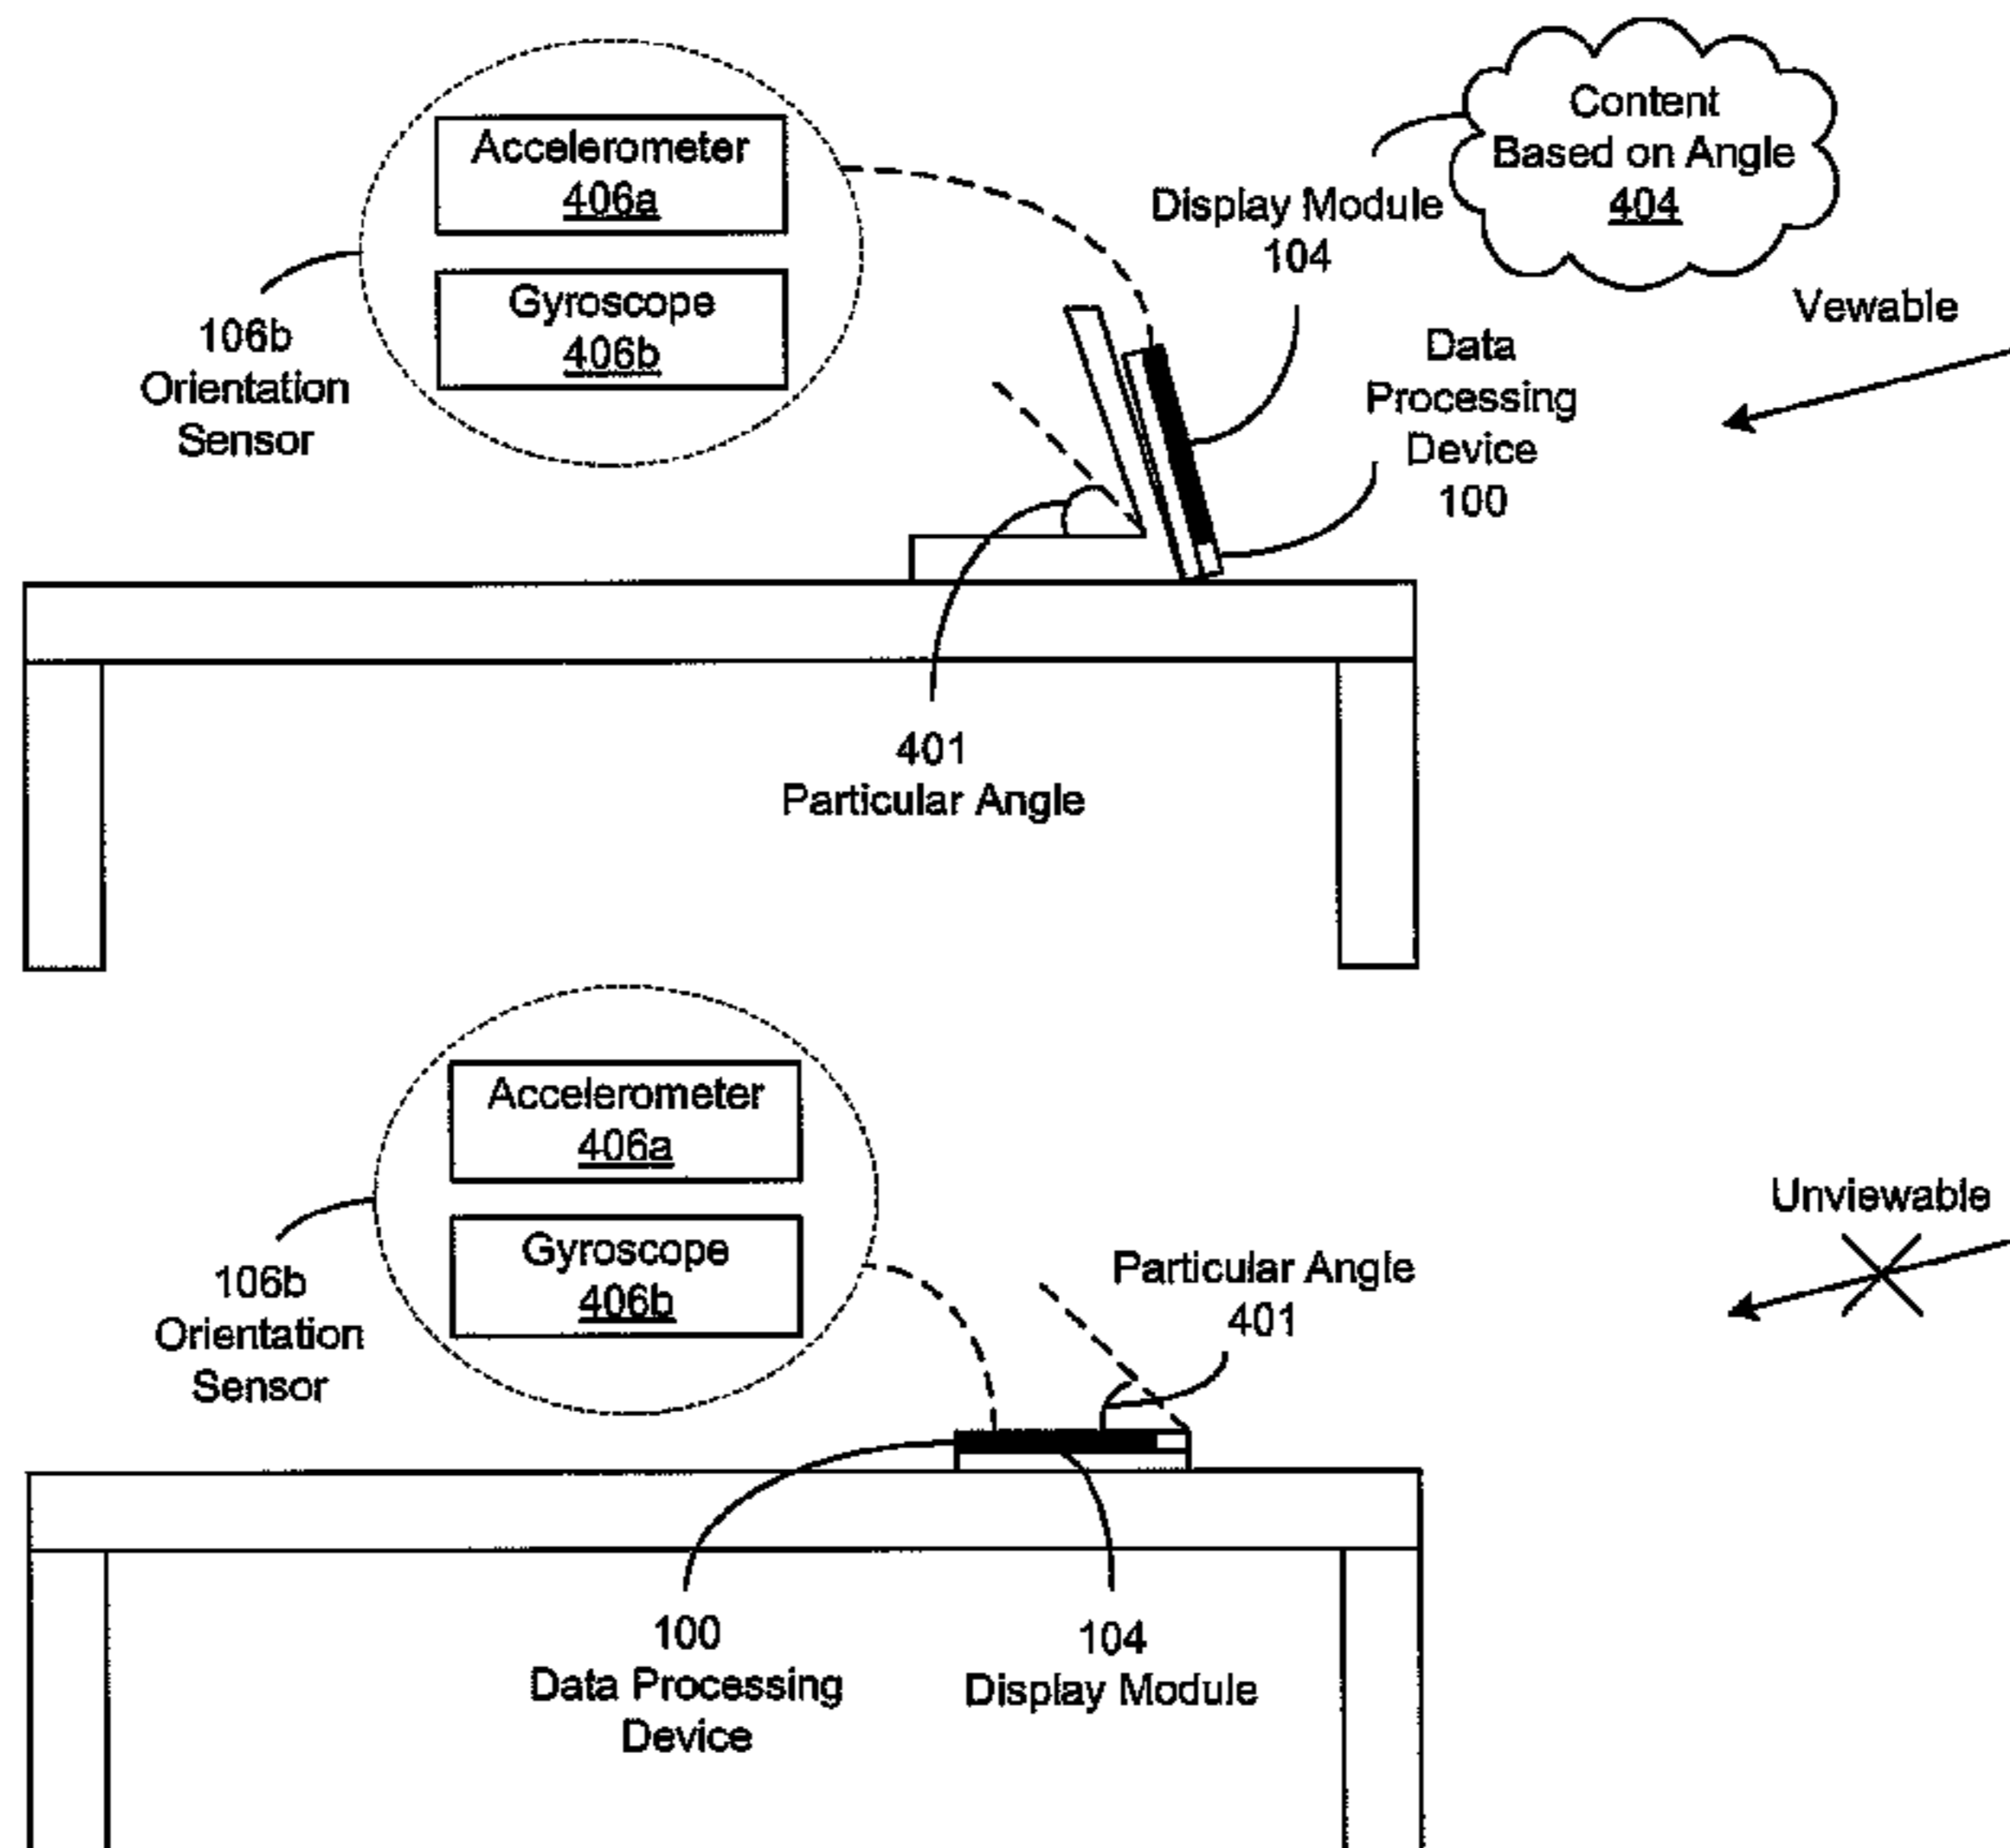 Accelerometer
406a
Gyroscope
406b
106b
Orientation
Sensor
Content
Based on Angle
404
Display Module
104
Vewable
Data
Processing
Device
100
401
Particular Angle
Accelerometer
406a
Gyroscope
406b
106b
Orientation
Sensor
Particular Angle
401
Unviewable
100
Data Processing
Device
104
Display Module